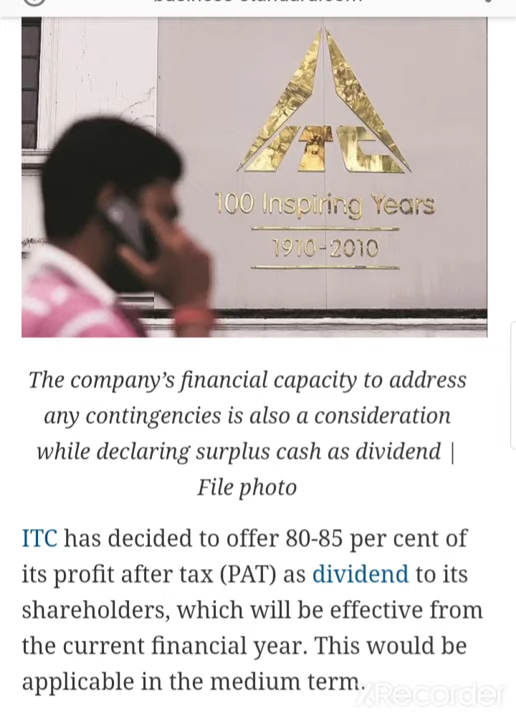 ITC
100 Inspiring Years
1910-2010
The company's financial capacity to address
any contingencies is also a consideration
while declaring surplus cash as dividend |
File photo
ITC has decided to offer 80-85 per cent of
its profit after tax (PAT) as dividend to its
shareholders, which will be effective from
the current financial year. This would be
applicable in the medium term.
XRecorder